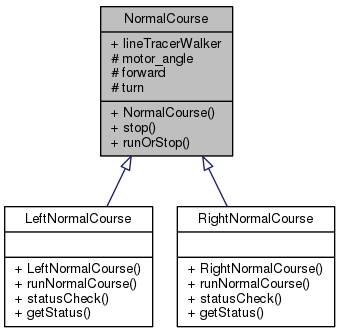 NormalCourse
+ lineTracerWalker
# motor_angle
# forward
# turn
+ NormalCourse()
+ stop()
+ runOrStop()
LeftNormalCourse
+ LeftNormalCourse()
+ runNormalCourse()
+ statusCheck()
+ getStatus()
RightNormalCourse
+ RightNormalCourse()
+ runNormalCourse()
+ statusCheck()
+ getStatus()